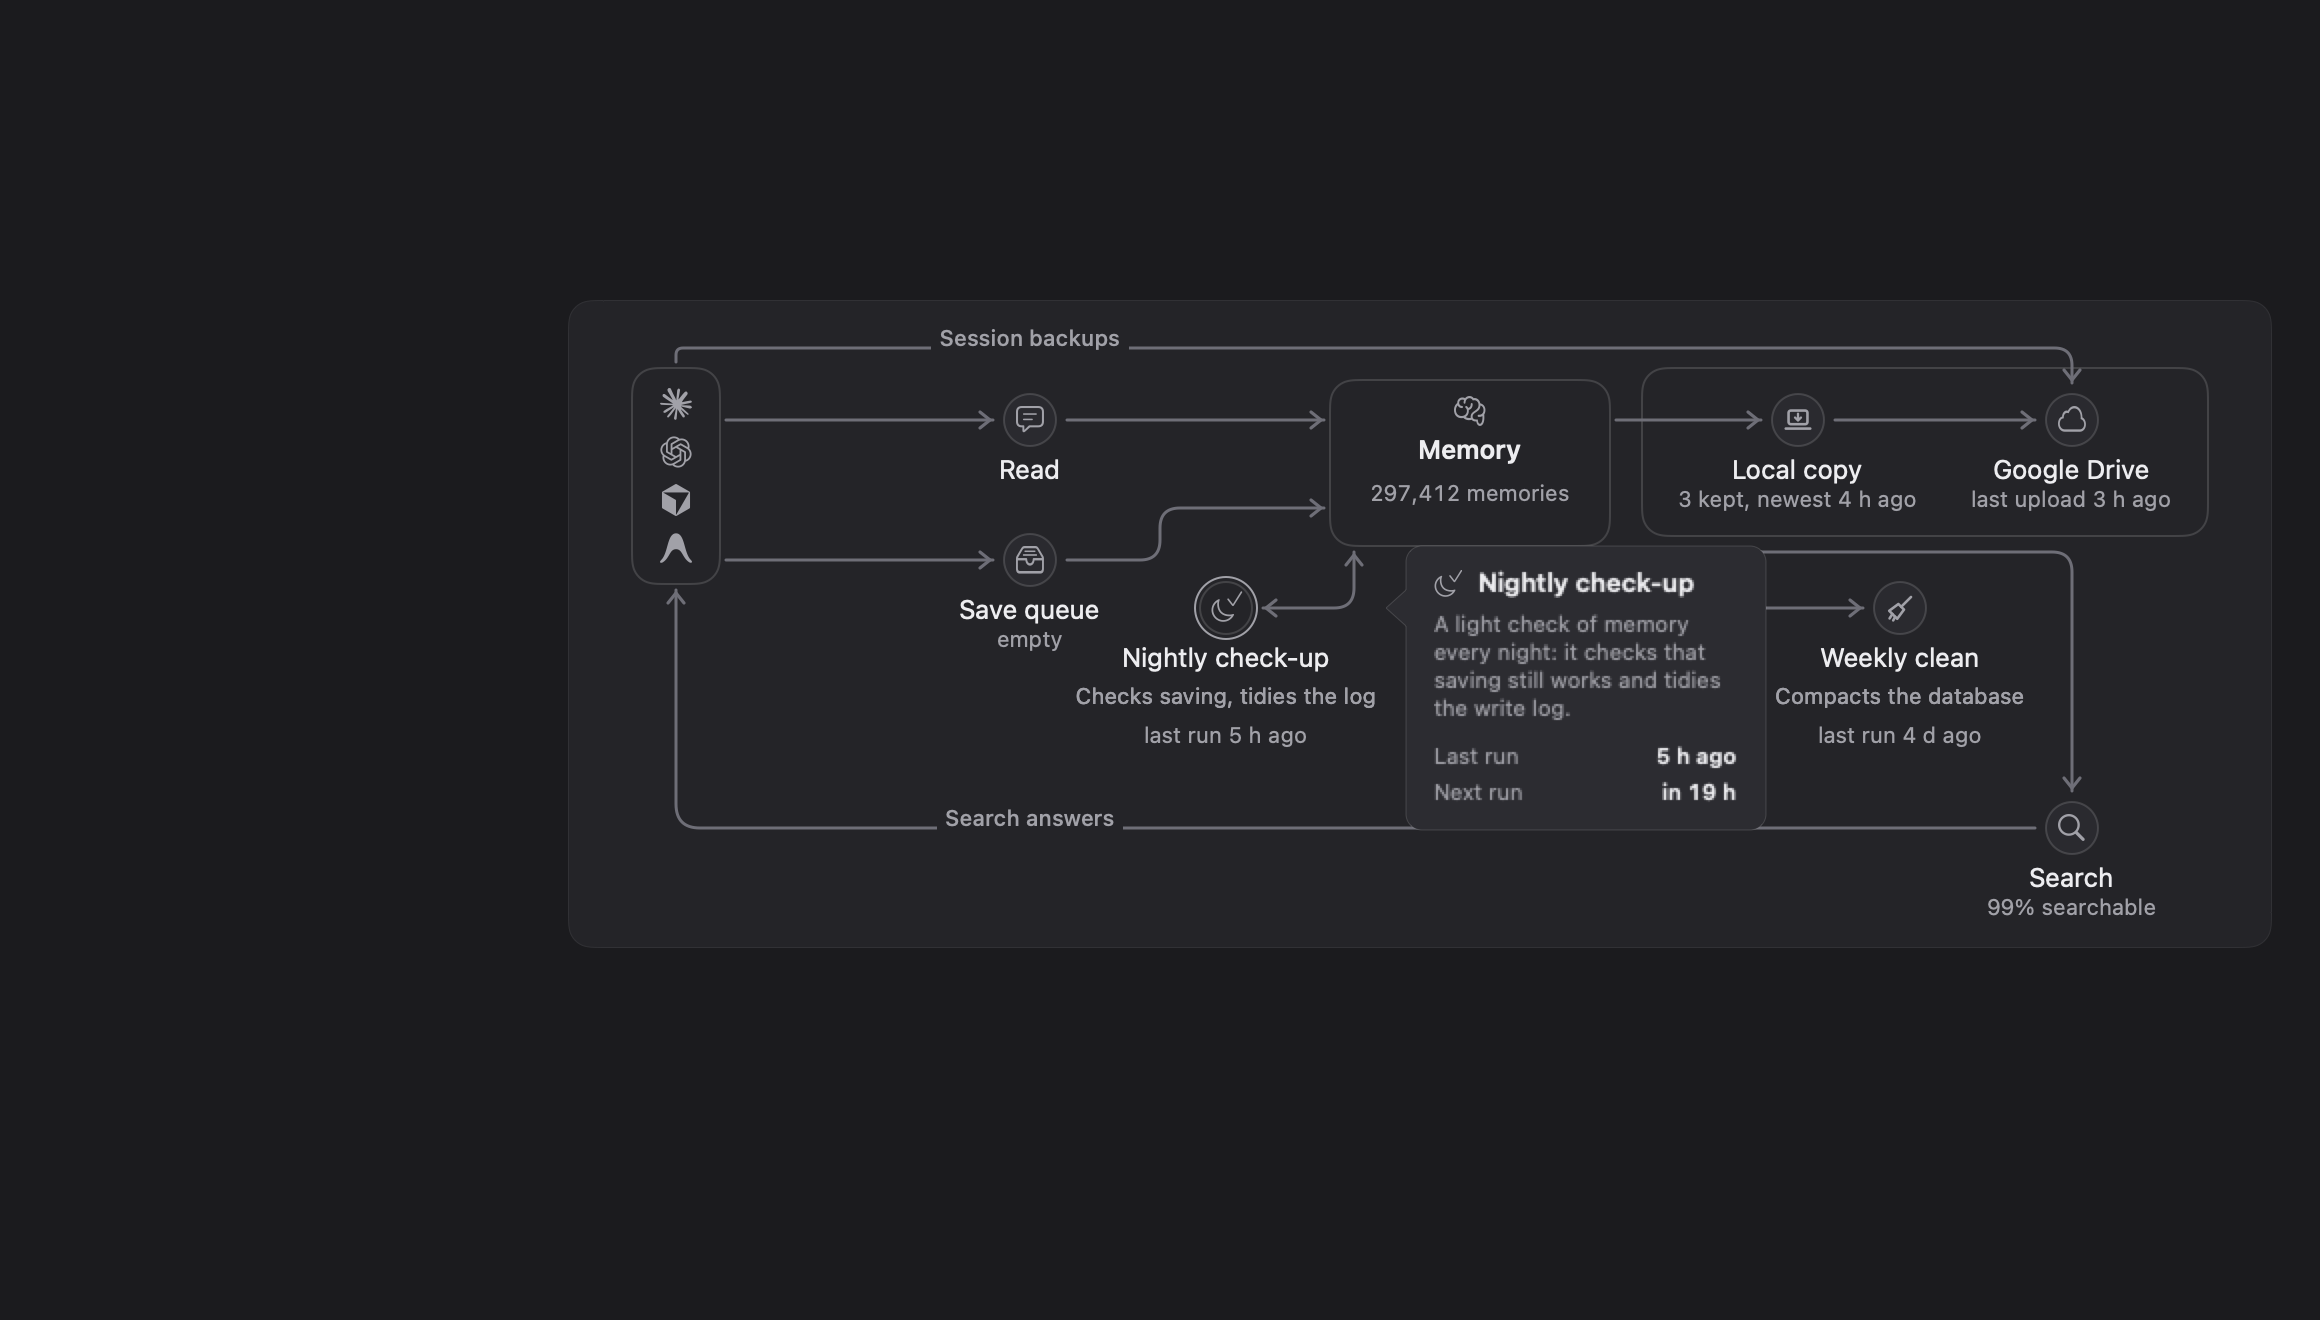 Session backups
Read
Memory
297,412 memories
Local copy
3 kept, newest 4 h ago
Google Drive
last upload 3 h ago
Save queue
empty
Nightly check-up
Checks saving, tidies the log
last run 5 h ago
Nightly check-up
A light check of memory
every night: it checks that
saving still works and tidies
the write log.
Last run 5 h ago
Next run in 19 h
Weekly clean
Compacts the database
last run 4 d ago
Search answers
Search
99% searchable